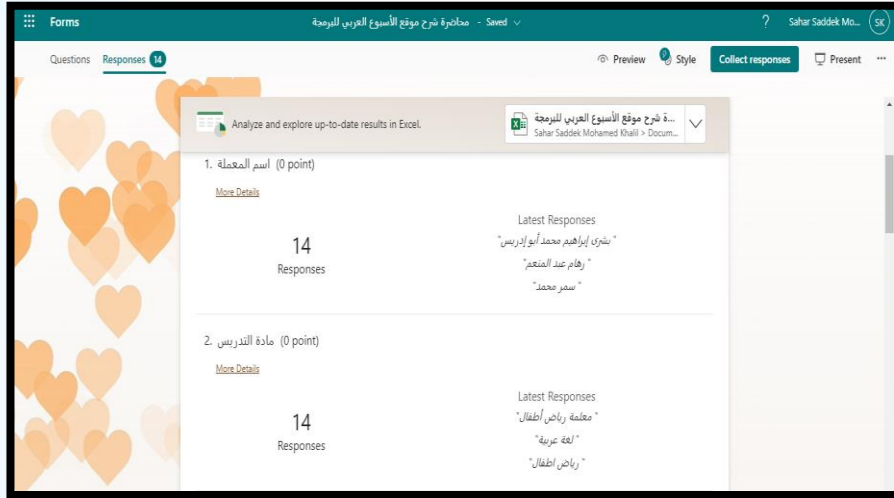 Forms
محاضرة شرح موقع الأسبوع العربي للبرمجة - Saved
? Sahar Saddek Mo... SK
Questions Responses 14
Preview Style Collect responses Present ...
Analyze and explore up-to-date results in Excel.
...ة شرح موقع الأسبوع العربي للبرمجة
Sahar Saddek Mohamed Khalil > Docum...
1. اسم المعملة (0 point)
More Details
14
Responses
Latest Responses
"بشرى إبراهيم محمد أبو إدريس"
"رهام عبد المنعم"
"سمر محمد"
2. مادة التدريس (0 point)
More Details
14
Responses
Latest Responses
"معلمة رياض أطفال"
"لغة عربية"
"رياض اطفال"